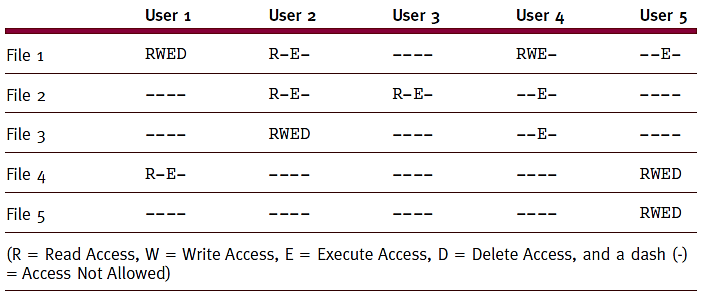 User 1 User 2 User 3 User 4 User 5
File 1 RWED R-E- ---- RWE- --E-
File 2 ---- R-E- R-E- --E- ----
File 3 ---- RWED ---- --E- ----
File 4 R-E- ---- ---- ---- RWED
File 5 ---- ---- ---- ---- RWED
(R = Read Access, W = Write Access, E = Execute Access, D = Delete Access, and a dash (-)
= Access Not Allowed)